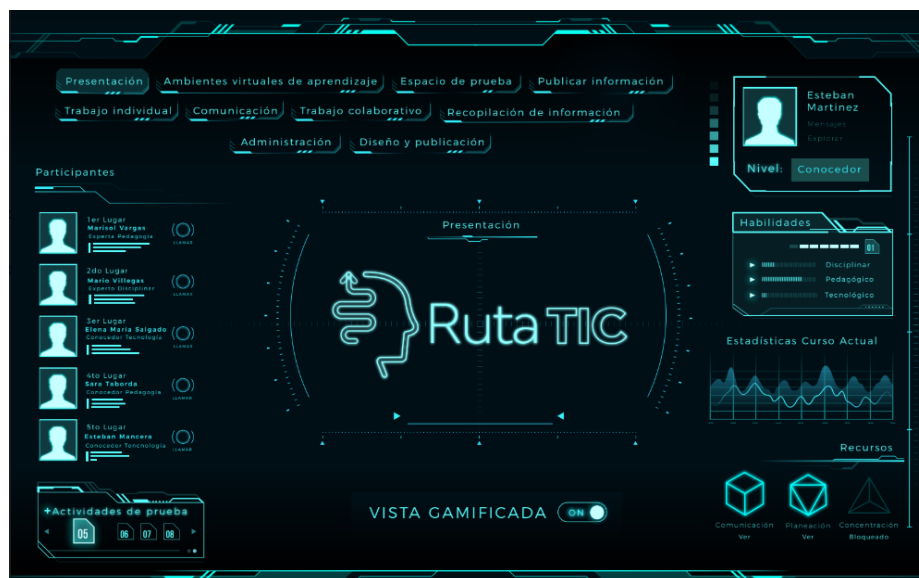 Presentación
Ambientes virtuales de aprendizaje
Espacio de prueba
Publicar información
Trabajo individual
Comunicación
Trabajo colaborativo
Recopilación de información
Administración
Diseño y publicación
Esteban
Martinez
Mensajes
Explorar
Nivel: Conocedor
Participantes
1er Lugar
Marisol Vargas
Experta Pedagogía
LLAMAR
2do Lugar
Mario Villegas
Experto Disciplinar
LLAMAR
3er Lugar
Elena María Salgado
Conocedor Tecnología
LLAMAR
4to Lugar
Sara Taborda
Conocedor Pedagogía
LLAMAR
5to Lugar
Esteban Mancera
Conocedor Tencnología
LLAMAR
Presentación
Ruta TIC
Habilidades
01
Disciplinar
Pedagógico
Tecnológico
Estadísticas Curso Actual
Recursos
Comunicación
Ver
Planeación
Ver
Concentración
Bloqueado
+Actividades de prueba
05 06 07 08
VISTA GAMIFICADA ON